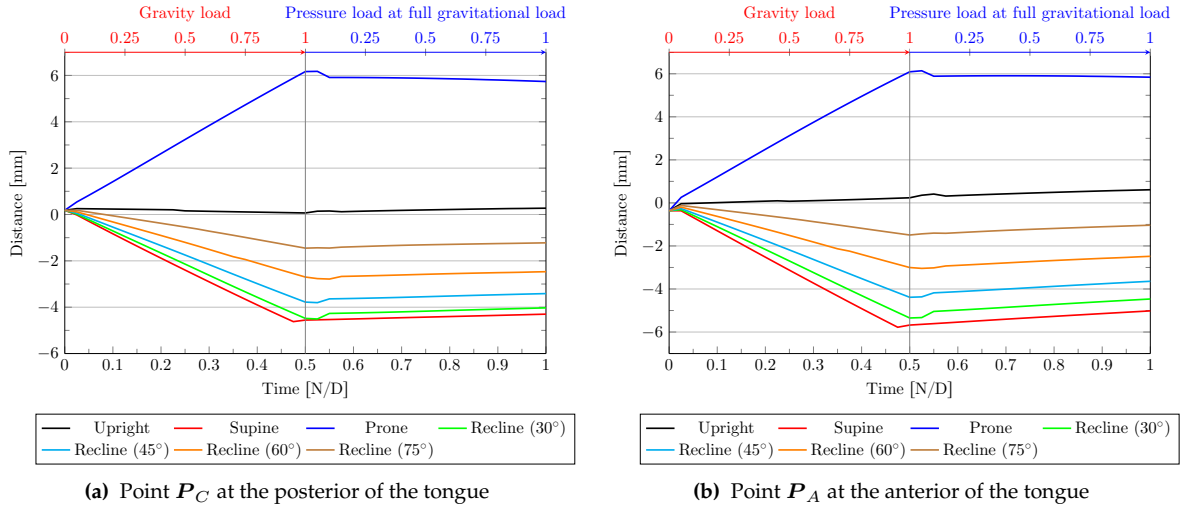 Gravity load Pressure load at full gravitational load
0 0.25 0.5 0.75 1 0.25 0.5 0.75 1
6
4
2
0
−2
−4
−6
Distance [mm]
0 0.1 0.2 0.3 0.4 0.5 0.6 0.7 0.8 0.9 1
Time [N/D]
Upright Supine Prone Recline (30°)
Recline (45°) Recline (60°) Recline (75°)
(a) Point P_C at the posterior of the tongue
Gravity load Pressure load at full gravitational load
0 0.25 0.5 0.75 1 0.25 0.5 0.75 1
6
4
2
0
−2
−4
−6
Distance [mm]
0 0.1 0.2 0.3 0.4 0.5 0.6 0.7 0.8 0.9 1
Time [N/D]
Upright Supine Prone Recline (30°)
Recline (45°) Recline (60°) Recline (75°)
(b) Point P_A at the anterior of the tongue